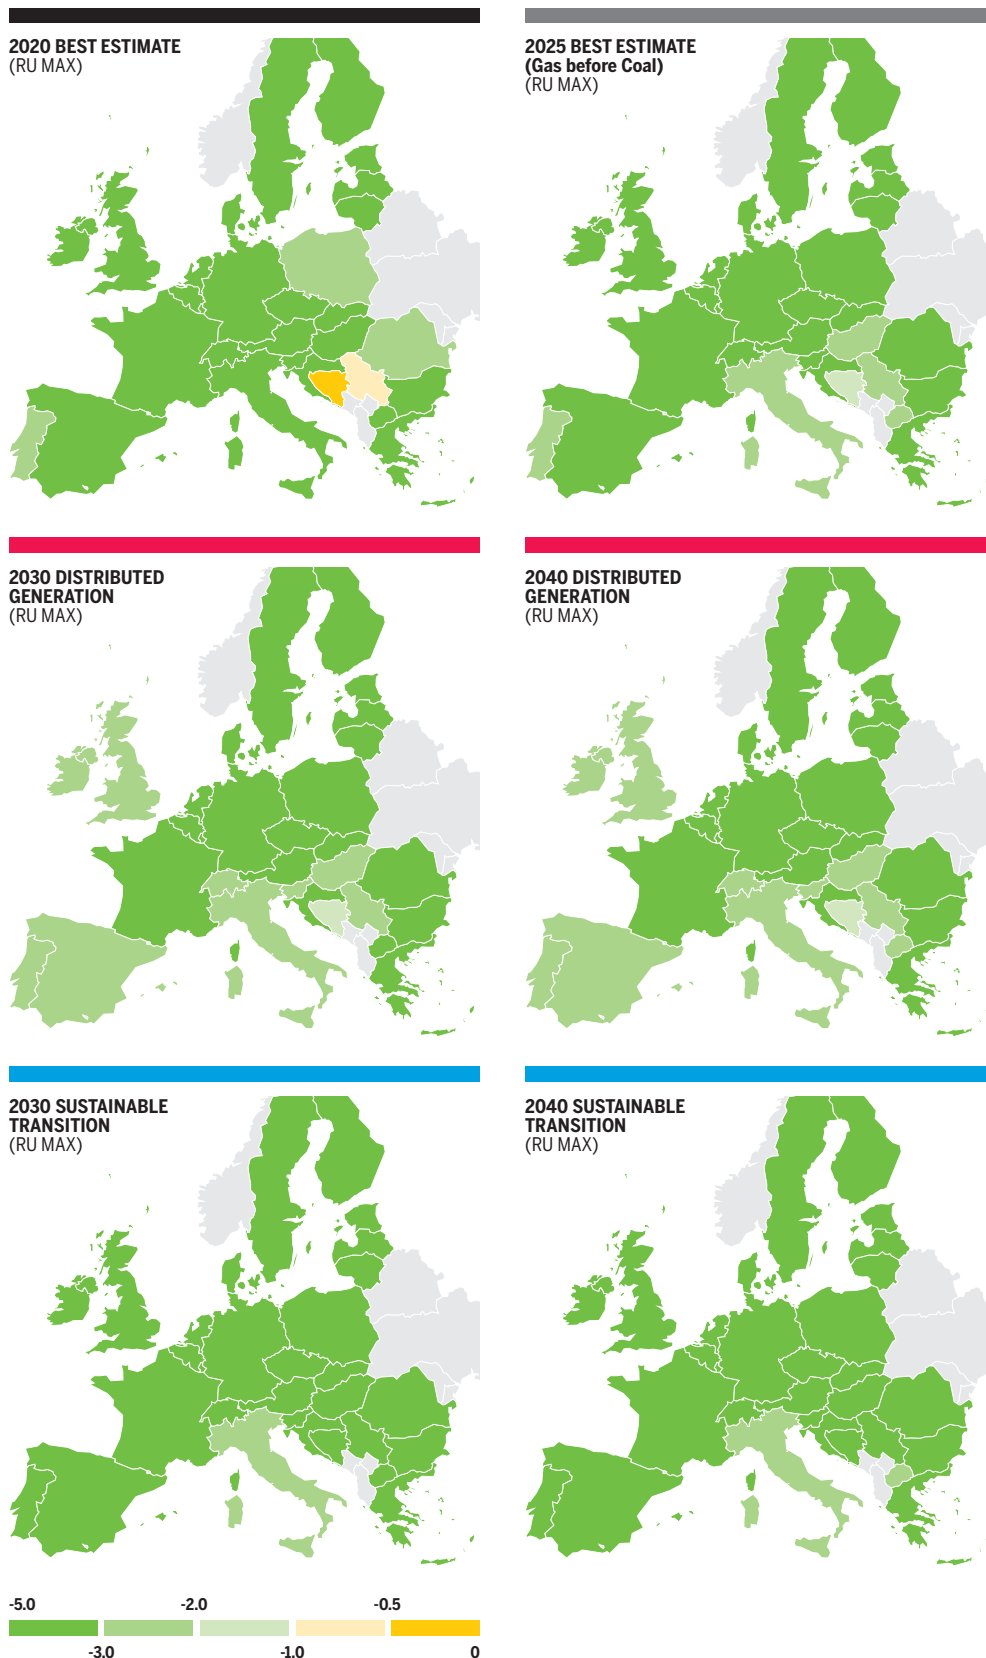 2020 BEST ESTIMATE
(RU MAX)
2025 BEST ESTIMATE
(Gas before Coal)
(RU MAX)
2030 DISTRIBUTED
GENERATION
(RU MAX)
2040 DISTRIBUTED
GENERATION
(RU MAX)
2030 SUSTAINABLE
TRANSITION
(RU MAX)
2040 SUSTAINABLE
TRANSITION
(RU MAX)
-5.0 -2.0 -0.5
-3.0 -1.0 0